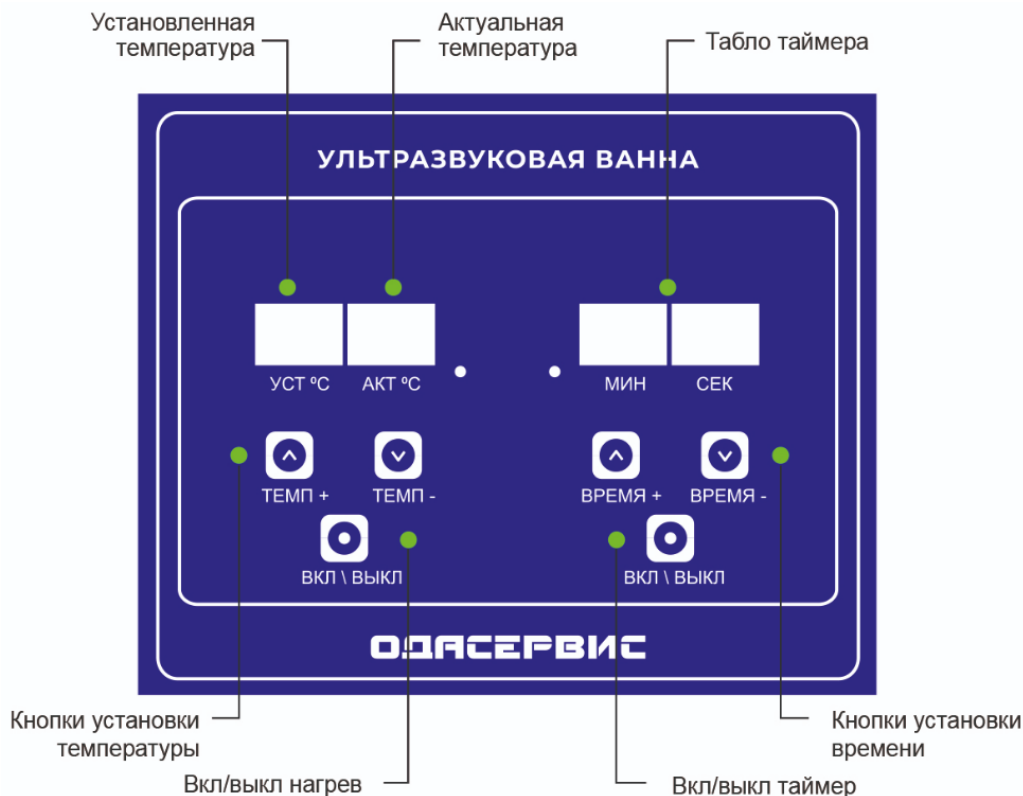 Установленная
температура
Актуальная
температура
Табло таймера
УЛЬТРАЗВУКОВАЯ ВАННА
УСТ ºС
АКТ ºС
МИН
СЕК
ТЕМП +
ТЕМП -
ВРЕМЯ +
ВРЕМЯ -
ВКЛ \ ВЫКЛ
ВКЛ \ ВЫКЛ
ОДАСЕРВИС
Кнопки установки
температуры
Кнопки установки
времени
Вкл/выкл нагрев
Вкл/выкл таймер